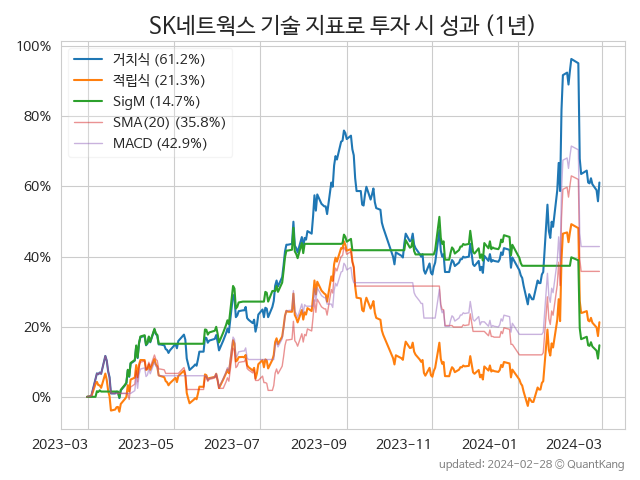 SK네트웍스 기술 지표로 투자 시 성과 (1년)
100%
80%
60%
40%
20%
0%
거치식 (61.2%)
적립식 (21.3%)
SigM (14.7%)
SMA(20) (35.8%)
MACD (42.9%)
2023-03
2023-05
2023-07
2023-09
2023-11
2024-01
2024-03
updated: 2024-02-28 © QuantKang